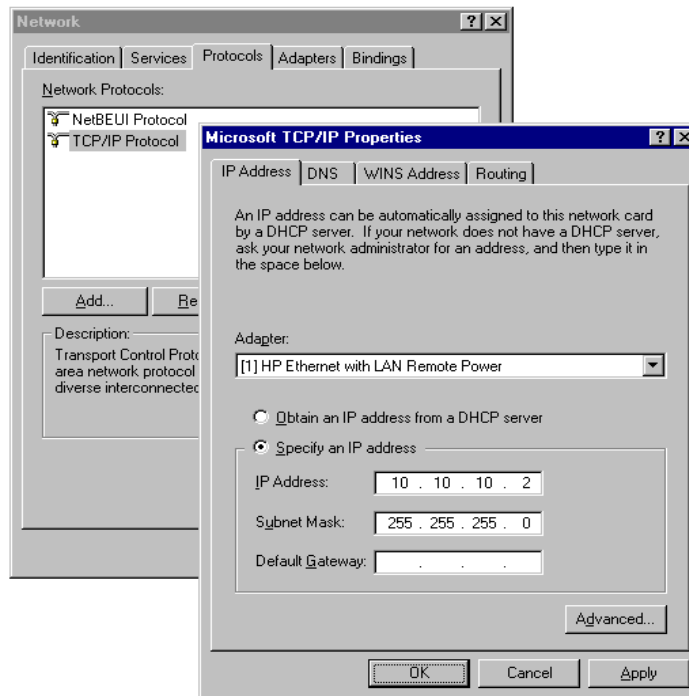 Network
Identification Services Protocols Adapters Bindings
Network Protocols:
NetBEUI Protocol
TCP/IP Protocol
Add...
Re
Description:
Transport Control Proto
area network protocol
diverse interconnected
Microsoft TCP/IP Properties
IP Address DNS WINS Address Routing
An IP address can be automatically assigned to this network card
by a DHCP server. If your network does not have a DHCP server,
ask your network administrator for an address, and then type it in
the space below.
Adapter:
[1] HP Ethernet with LAN Remote Power
Obtain an IP address from a DHCP server
Specify an IP address
IP Address: 10 . 10 . 10 . 2
Subnet Mask: 255 . 255 . 255 . 0
Default Gateway: . . .
Advanced...
OK Cancel Apply